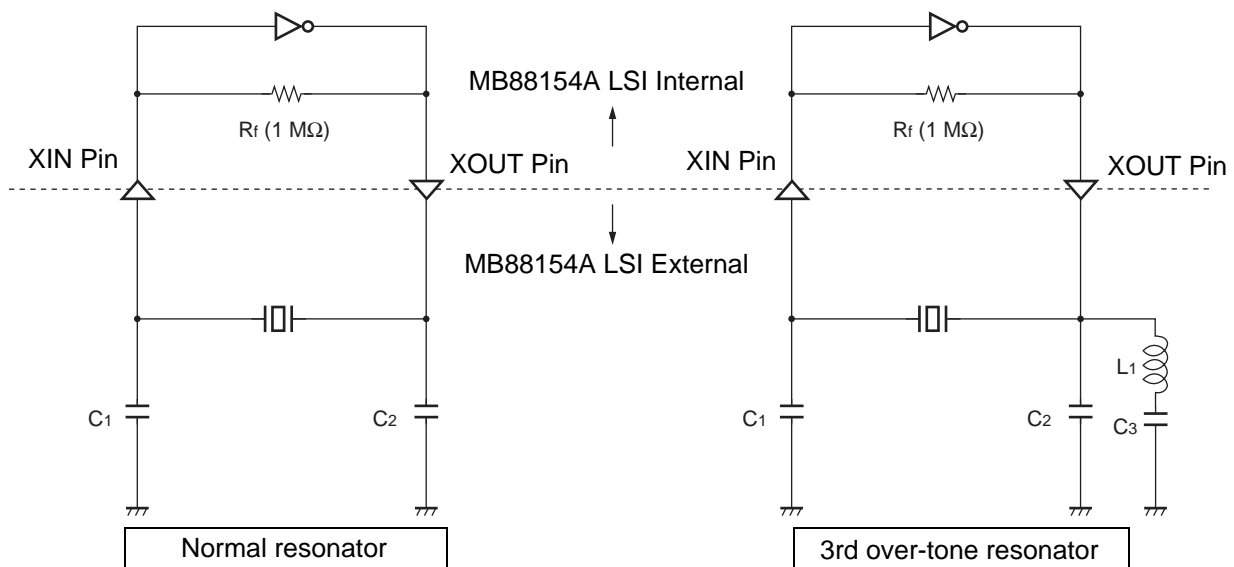 MB88154A LSI Internal
Rf (1 MΩ)
Rf (1 MΩ)
XIN Pin
XOUT Pin
XIN Pin
XOUT Pin
MB88154A LSI External
L1
C1
C2
C1
C2
C3
Normal resonator
3rd over-tone resonator